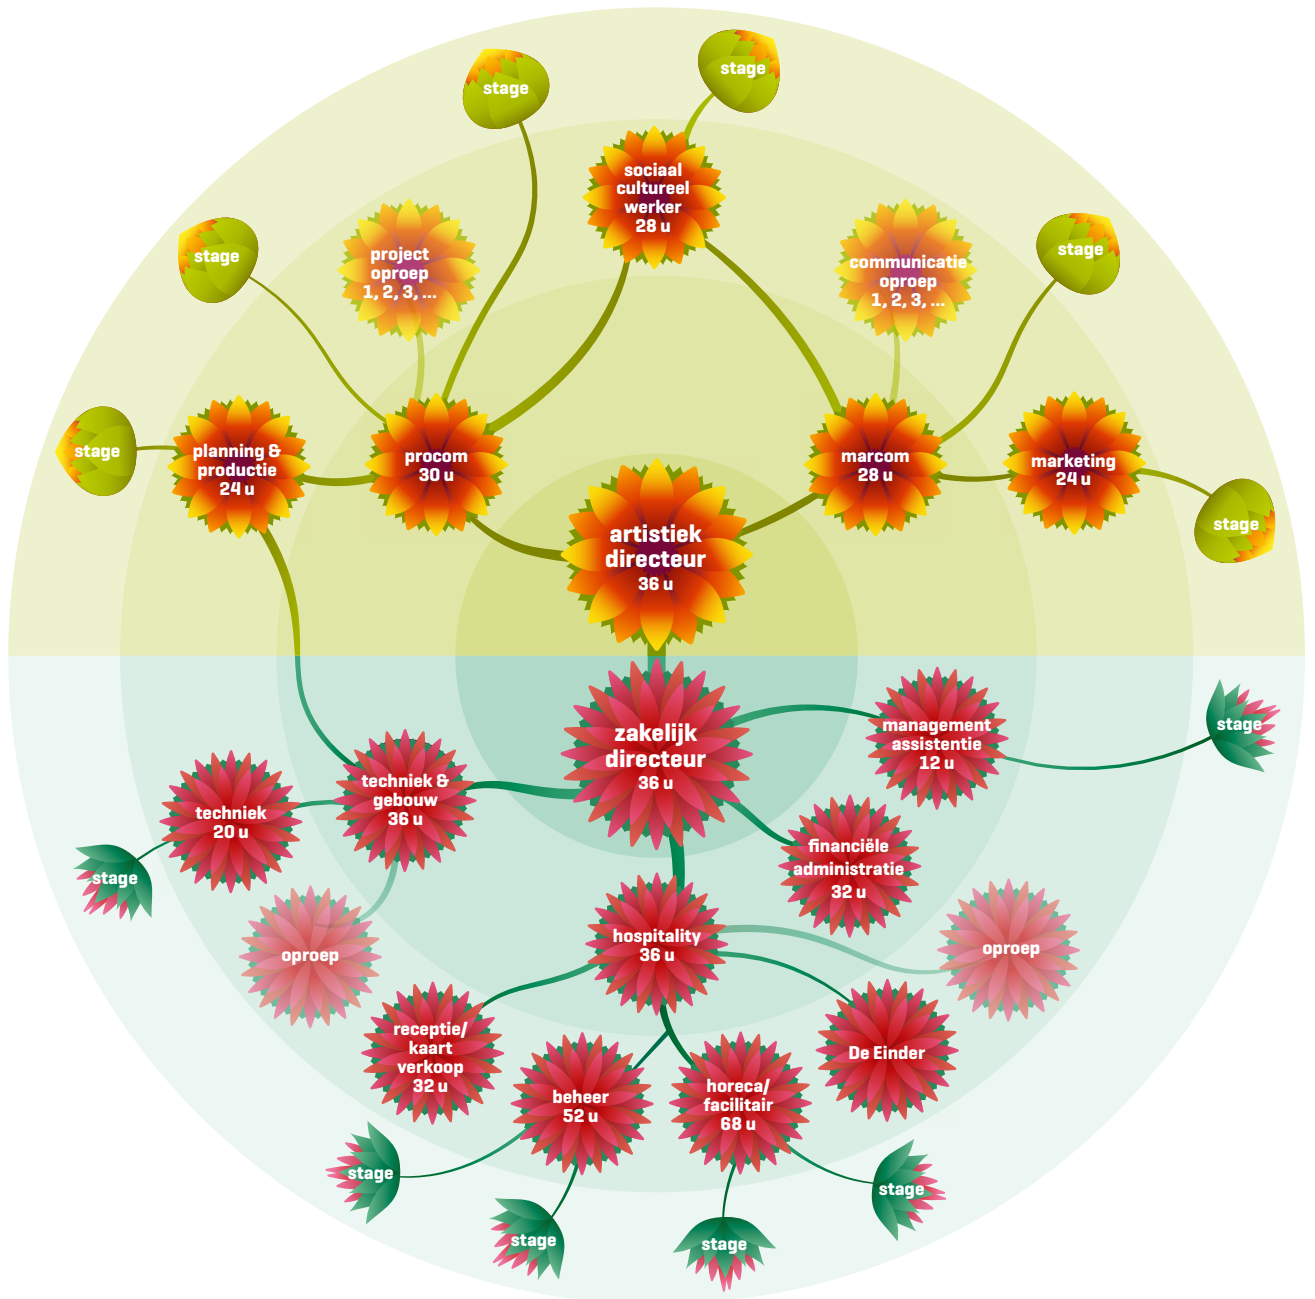 stage
stage
sociaal
cultureel
werker
28 u
stage
project
oproep
1, 2, 3, ...
communicatie
oproep
1, 2, 3, ...
stage
stage
planning &
productie
24 u
procom
30 u
marcom
28 u
marketing
24 u
stage
artistiek
directeur
36 u
zakelijk
directeur
36 u
management
assistentie
12 u
stage
techniek &
gebouw
36 u
techniek
20 u
stage
financiële
administratie
32 u
oproep
hospitality
36 u
oproep
receptie/
kaart
verkoop
32 u
beheer
52 u
horeca/
facilitair
68 u
De Einder
stage
stage
stage
stage